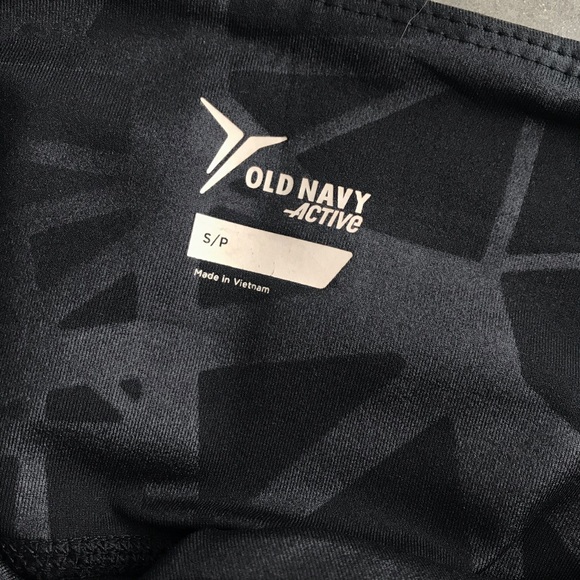 OLD NAVY
ACTIVE
S/P
Made in Vietnam